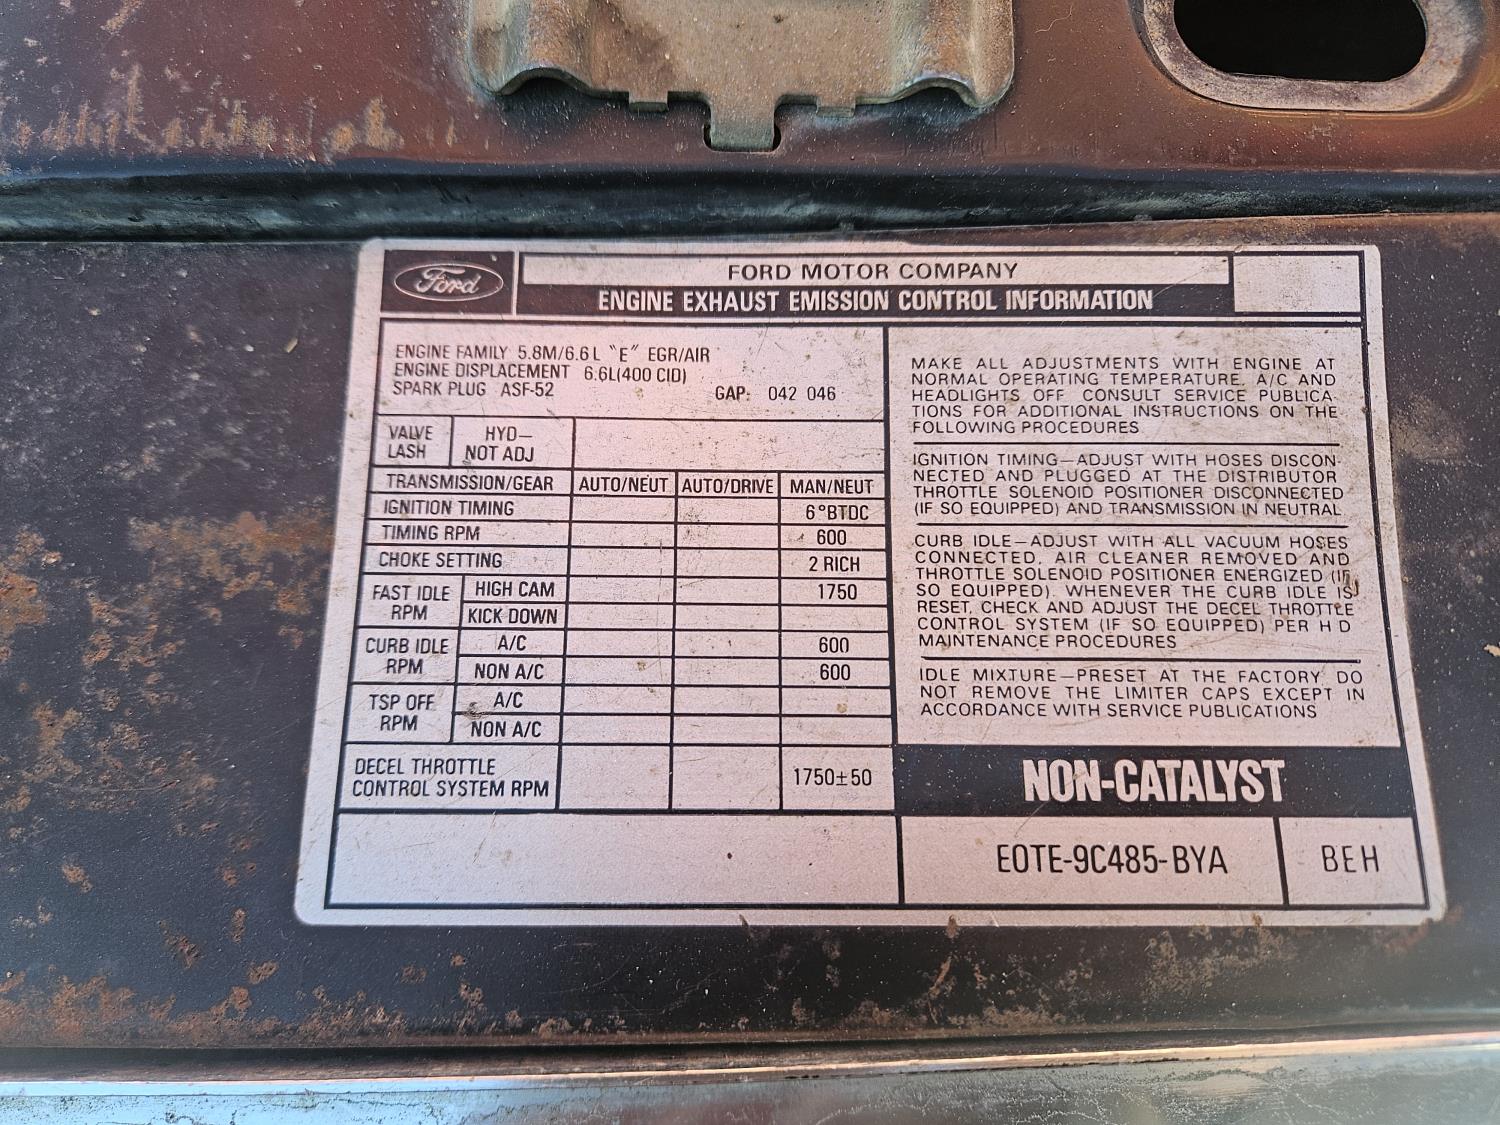 Ford
FORD MOTOR COMPANY
ENGINE EXHAUST EMISSION CONTROL INFORMATION
ENGINE FAMILY 5.8M/6.6L "E" EGR/AIR
ENGINE DISPLACEMENT 6.6L(400 CID)
SPARK PLUG ASF-52 GAP: 042 046
VALVE LASH HYD- NOT ADJ
TRANSMISSION/GEAR AUTO/NEUT AUTO/DRIVE MAN/NEUT
IGNITION TIMING 6°BTDC
TIMING RPM 600
CHOKE SETTING 2 RICH
FAST IDLE RPM HIGH CAM 1750
KICK DOWN
CURB IDLE RPM A/C 600
NON A/C 600
TSP OFF RPM A/C
NON A/C
DECEL THROTTLE
CONTROL SYSTEM RPM 1750±50
MAKE ALL ADJUSTMENTS WITH ENGINE AT
NORMAL OPERATING TEMPERATURE, A/C AND
HEADLIGHTS OFF CONSULT SERVICE PUBLICA-
TIONS FOR ADDITIONAL INSTRUCTIONS ON THE
FOLLOWING PROCEDURES
IGNITION TIMING—ADJUST WITH HOSES DISCON-
NECTED AND PLUGGED AT THE DISTRIBUTOR
THROTTLE SOLENOID POSITIONER DISCONNECTED
(IF SO EQUIPPED) AND TRANSMISSION IN NEUTRAL
CURB IDLE—ADJUST WITH ALL VACUUM HOSES
CONNECTED, AIR CLEANER REMOVED AND
THROTTLE SOLENOID POSITIONER ENERGIZED (IF
SO EQUIPPED). WHENEVER THE CURB IDLE IS
RESET, CHECK AND ADJUST THE DECEL THROTTLE
CONTROL SYSTEM (IF SO EQUIPPED) PER H D
MAINTENANCE PROCEDURES
IDLE MIXTURE—PRESET AT THE FACTORY. DO
NOT REMOVE THE LIMITER CAPS EXCEPT IN
ACCORDANCE WITH SERVICE PUBLICATIONS
NON-CATALYST
E0TE-9C485-BYA BEH